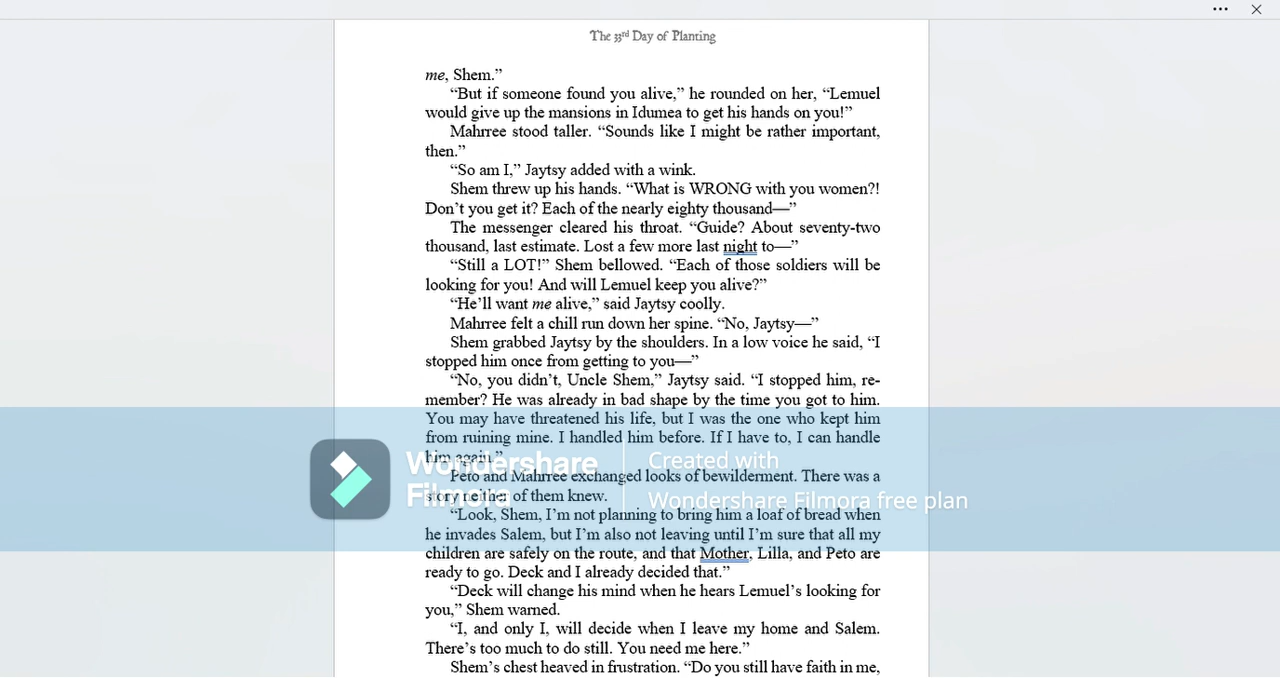 The 33rd Day of Planting
me, Shem.”
“But if someone found you alive,” he rounded on her, “Lemuel
would give up the mansions in Idumea to get his hands on you!”
Mahrree stood taller. “Sounds like I might be rather important,
then.”
“So am I,” Jaytsy added with a wink.
Shem threw up his hands. “What is WRONG with you women?!
Don’t you get it? Each of the nearly eighty thousand—”
The messenger cleared his throat. “Guide? About seventy-two
thousand, last estimate. Lost a few more last night to—”
“Still a LOT!” Shem bellowed. “Each of those soldiers will be
looking for you! And will Lemuel keep you alive?”
“He’ll want me alive,” said Jaytsy coolly.
Mahrree felt a chill run down her spine. “No, Jaytsy—”
Shem grabbed Jaytsy by the shoulders. In a low voice he said, “I
stopped him once from getting to you—”
“No, you didn’t, Uncle Shem,” Jaytsy said. “I stopped him, re-
member? He was already in bad shape by the time you got to him.
You may have threatened his life, but I was the one who kept him
from ruining mine. I handled him before. If I have to, I can handle
him again.”
Peto and Mahrree exchanged looks of bewilderment. There was a
story neither of them knew.
“Look, Shem, I’m not planning to bring him a loaf of bread when
he invades Salem, but I’m also not leaving until I’m sure that all my
children are safely on the route, and that Mother, Lilla, and Peto are
ready to go. Deck and I already decided that.”
“Deck will change his mind when he hears Lemuel’s looking for
you,” Shem warned.
“I, and only I, will decide when I leave my home and Salem.
There’s too much to do still. You need me here.”
Shem’s chest heaved in frustration. “Do you still have faith in me,
Wondershare
Filmora
Created with
Wondershare Filmora free plan